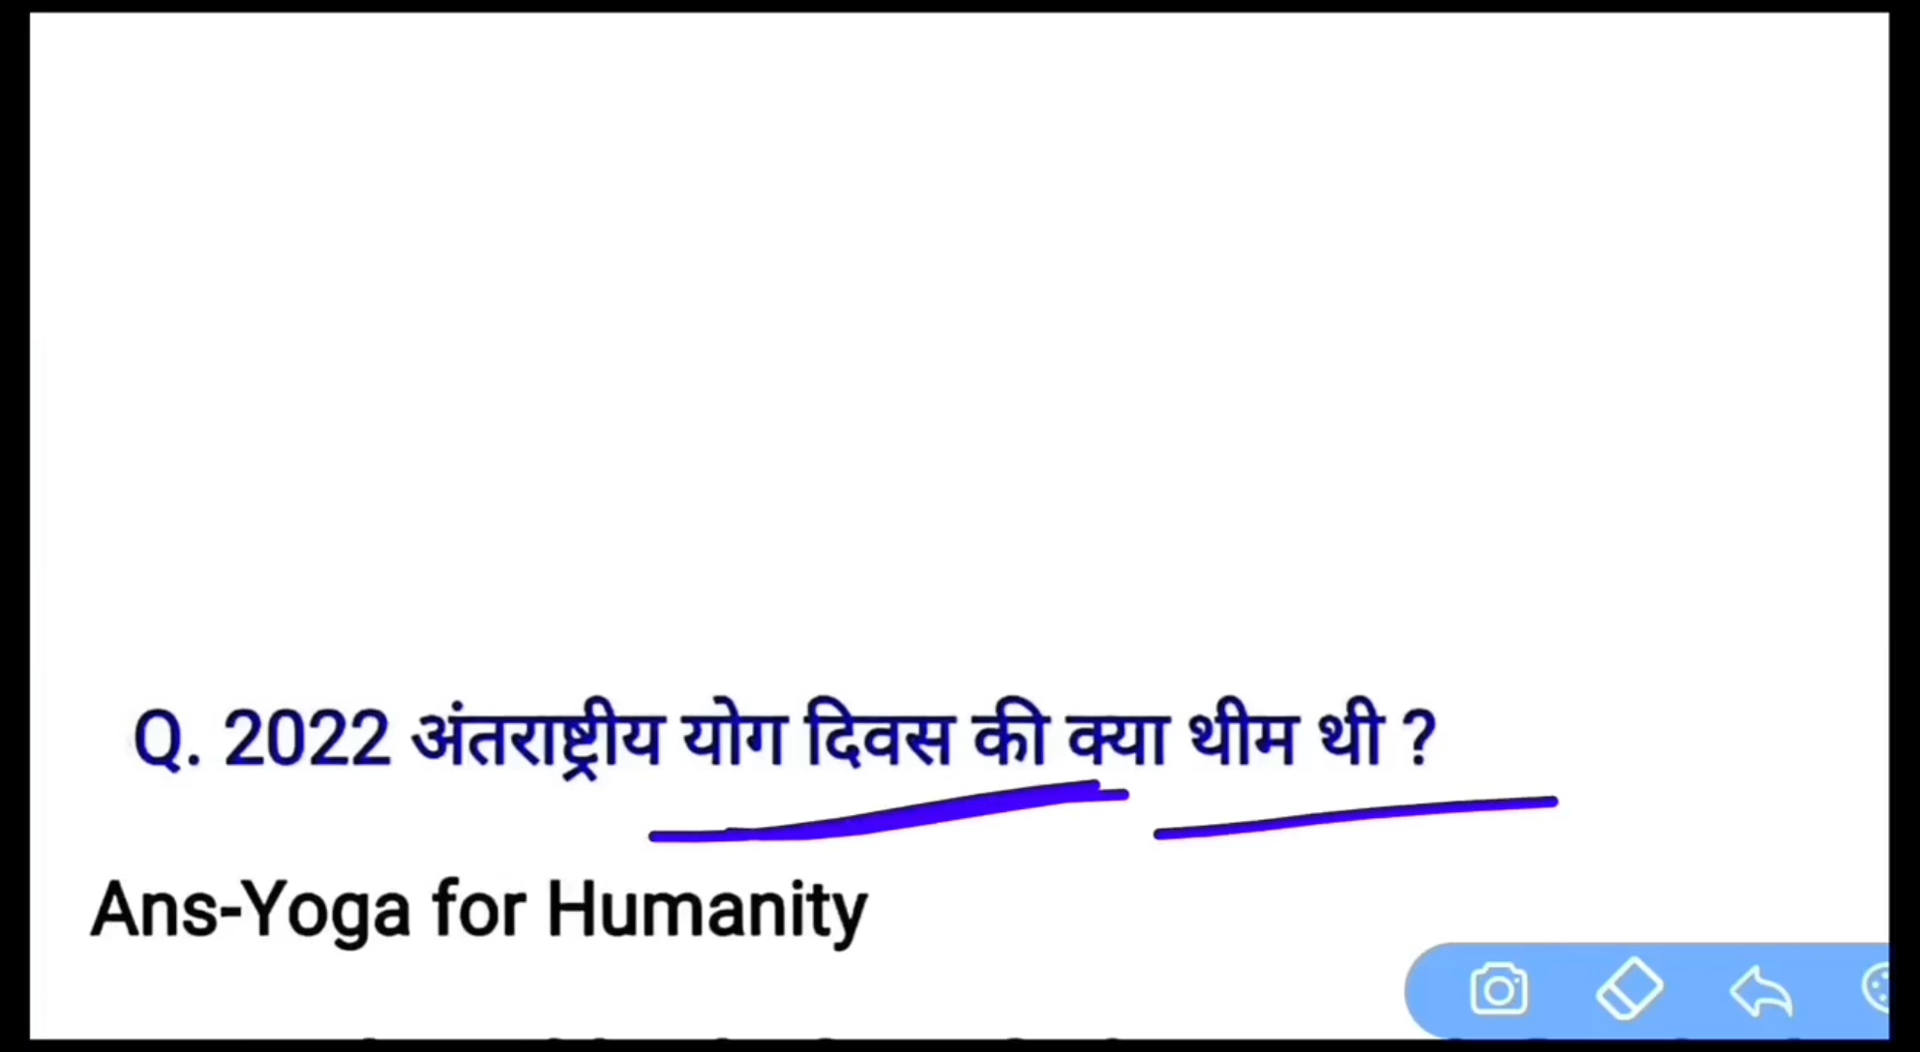 Q. 2022 अंतराष्ट्रीय योग दिवस की क्या थीम थी ?
Ans-Yoga for Humanity